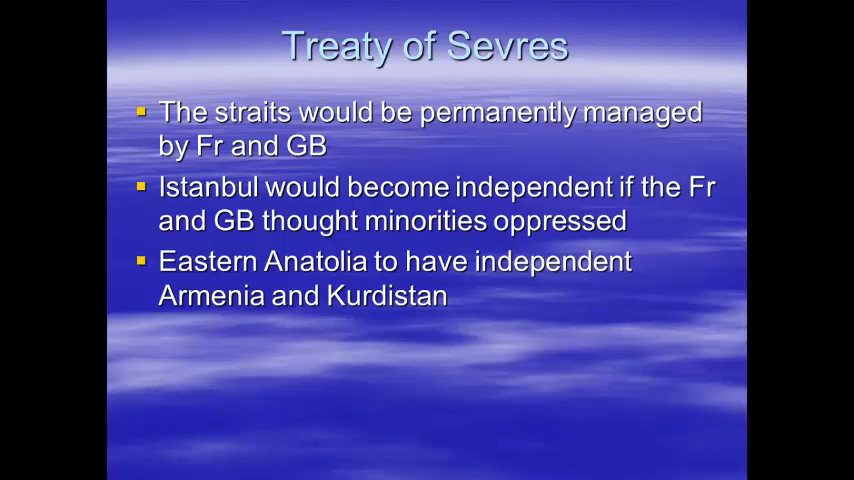 Treaty of Sevres
The straits would be permanently managed
by Fr and GB
Istanbul would become independent if the Fr
and GB thought minorities oppressed
Eastern Anatolia to have independent
Armenia and Kurdistan